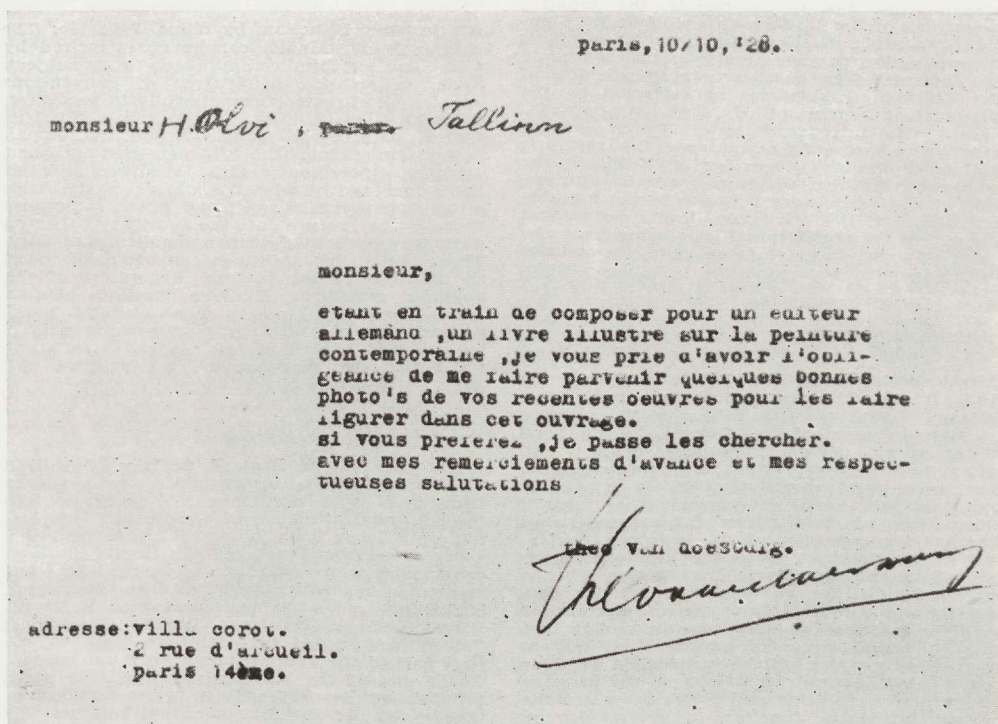 paris,10/10,'28.
monsieur H. Olvi , paris. Tallinn
monsieur,
etant en train de composer pour un editeur
allemand ,un livre illustre sur la peinture
contemporaine ,je vous prie d'avoir l'obli-
geance de me faire parvenir quelques bonnes
photo's de vos recentes oeuvres pour les faire
figurer dans cet ouvrage.
si vous preferez ,je passe les chercher.
avec mes remerciements d'avance et mes respec-
tueuses salutations
theo van doesburg.
adresse:villa corot.
2 rue d'arcueil.
paris 14ème.